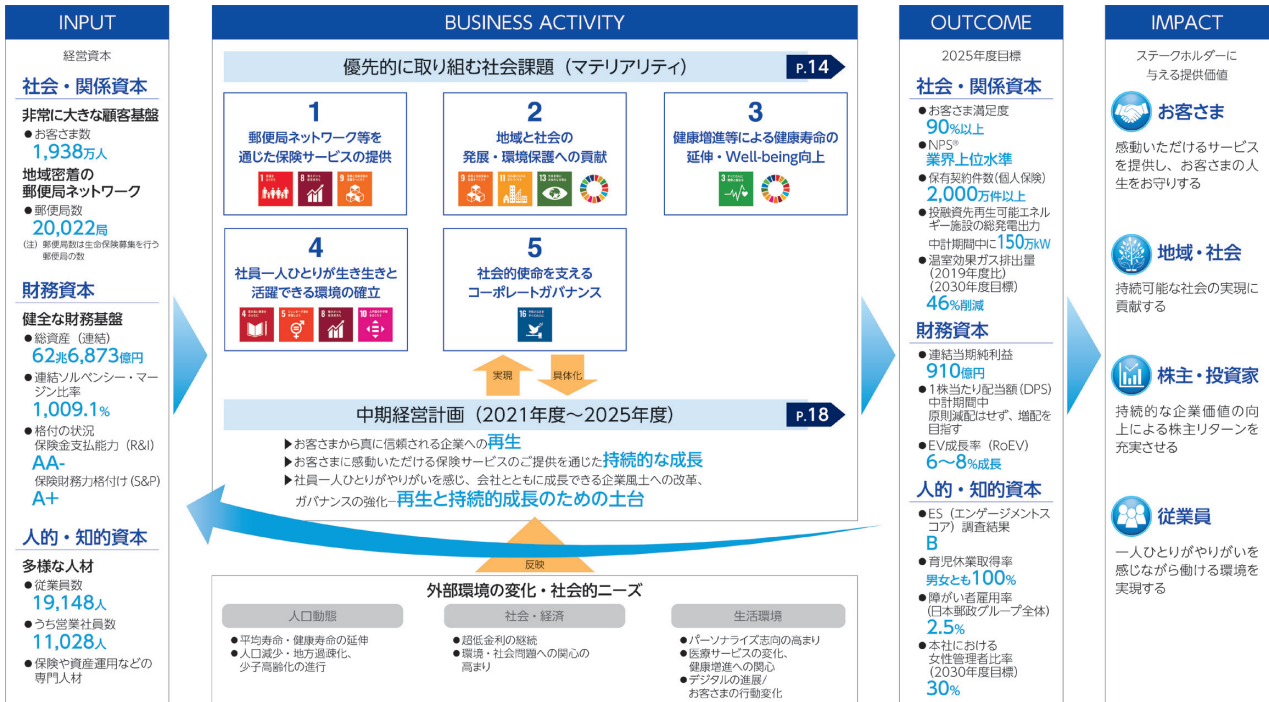 INPUT
経営資本
社会・関係資本
非常に大きな顧客基盤
●お客さま数
1,938万人
地域密着の
郵便局ネットワーク
●郵便局数
20,022局
(注) 郵便局数は生命保険募集を行う
郵便局の数
財務資本
健全な財務基盤
●総資産（連結）
62兆6,873億円
●連結ソルベンシー・マー
ジン比率
1,009.1%
●格付の状況
保険金支払能力（R&I）
AA-
保険財務力格付け(S&P)
A+
人的・知的資本
多様な人材
●従業員数
19,148人
●うち営業社員数
11,028人
●保険や資産運用などの
専門人材
BUSINESS ACTIVITY
優先的に取り組む社会課題（マテリアリティ）
P.14
1
郵便局ネットワーク等を
通じた保険サービスの提供
1
8
9
2
地域と社会の
発展・環境保護への貢献
9
11
13
3
健康増進等による健康寿命の
延伸・Well-being向上
3
4
社員一人ひとりが生き生きと
活躍できる環境の確立
4
5
8
10
5
社会的使命を支える
コーポレートガバナンス
16
実現
具体化
中期経営計画（2021年度～2025年度）
P.18
▶お客さまから真に信頼される企業への再生
▶お客さまに感動いただける保険サービスのご提供を通じた持続的な成長
▶社員一人ひとりがやりがいを感じ、会社とともに成長できる企業風土への改革、
ガバナンスの強化—再生と持続的成長のための土台
反映
外部環境の変化・社会的ニーズ
人口動態
●平均寿命・健康寿命の延伸
●人口減少・地方過疎化、
少子高齢化の進行
社会・経済
●超低金利の継続
●環境・社会問題への関心の
高まり
生活環境
●パーソナライズ志向の高まり
●医療サービスの変化、
健康増進への関心
●デジタルの進展/
お客さまの行動変化
OUTCOME
2025年度目標
社会・関係資本
●お客さま満足度
90%以上
●NPS®
業界上位水準
●保有契約件数(個人保険)
2,000万件以上
●投融資先再生可能エネル
ギー施設の総発電出力
中計期間中に150万kW
●温室効果ガス排出量
(2019年度比)
(2030年度目標)
46%削減
財務資本
●連結当期純利益
910億円
●1株当たり配当額(DPS)
中計期間中
原則減配はせず、増配を
目指す
●EV成長率（RoEV）
6～8%成長
人的・知的資本
●ES（エンゲージメントス
コア）調査結果
B
●育児休業取得率
男女とも100%
●障がい者雇用率
(日本郵政グループ全体)
2.5%
●本社における
女性管理者比率
(2030年度目標)
30%
IMPACT
ステークホルダーに
与える提供価値
お客さま
感動いただけるサービス
を提供し、お客さまの人
生をお守りする
地域・社会
持続可能な社会の実現に
貢献する
株主・投資家
持続的な企業価値の向
上による株主リターンを
充実させる
従業員
一人ひとりがやりがいを
感じながら働ける環境を
実現する